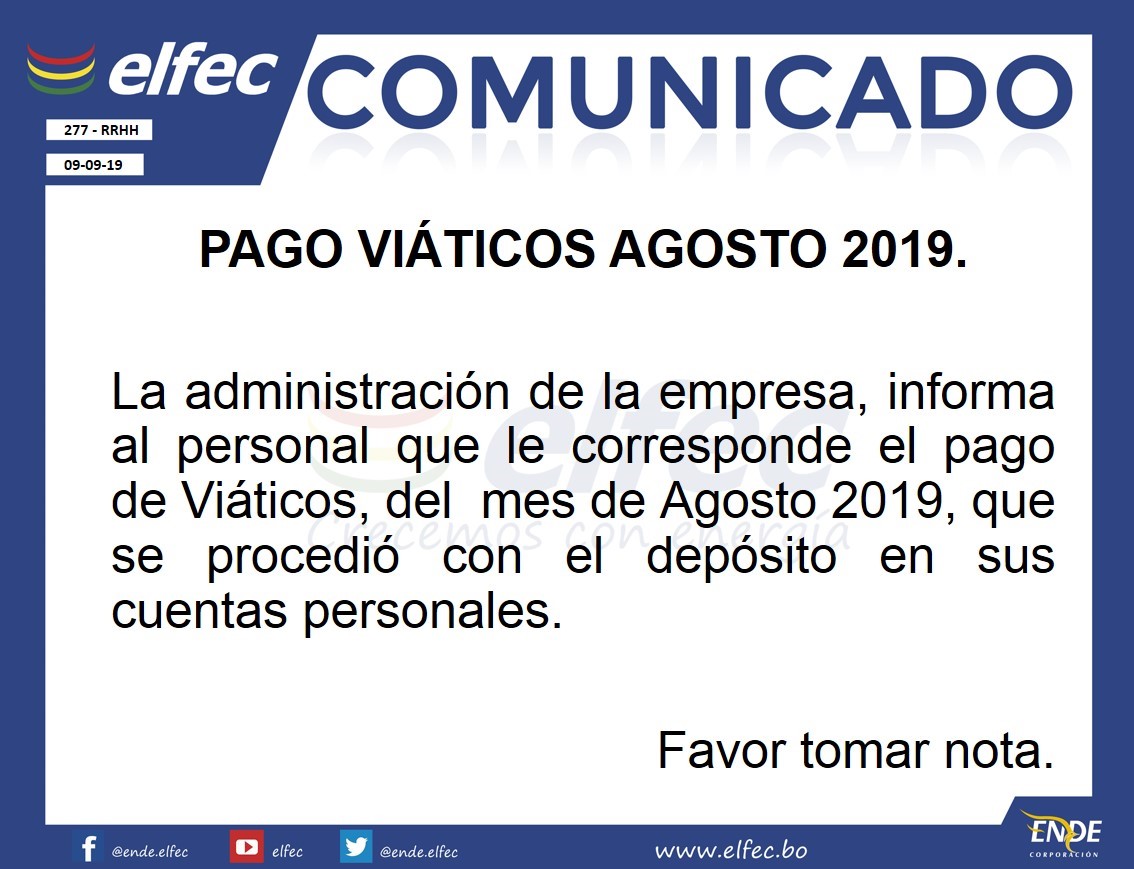 elfec
COMUNICADO
277 - RRHH
09-09-19
PAGO VIÁTICOS AGOSTO 2019.
La administración de la empresa, informa
al personal que le corresponde el pago
de Viáticos, del mes de Agosto 2019, que
se procedió con el depósito en sus
cuentas personales.
elfec
Crecemos con energía
Favor tomar nota.
@ende.elfec
elfec
@ende.elfec
www.elfec.bo
ENDE
CORPORACIÓN